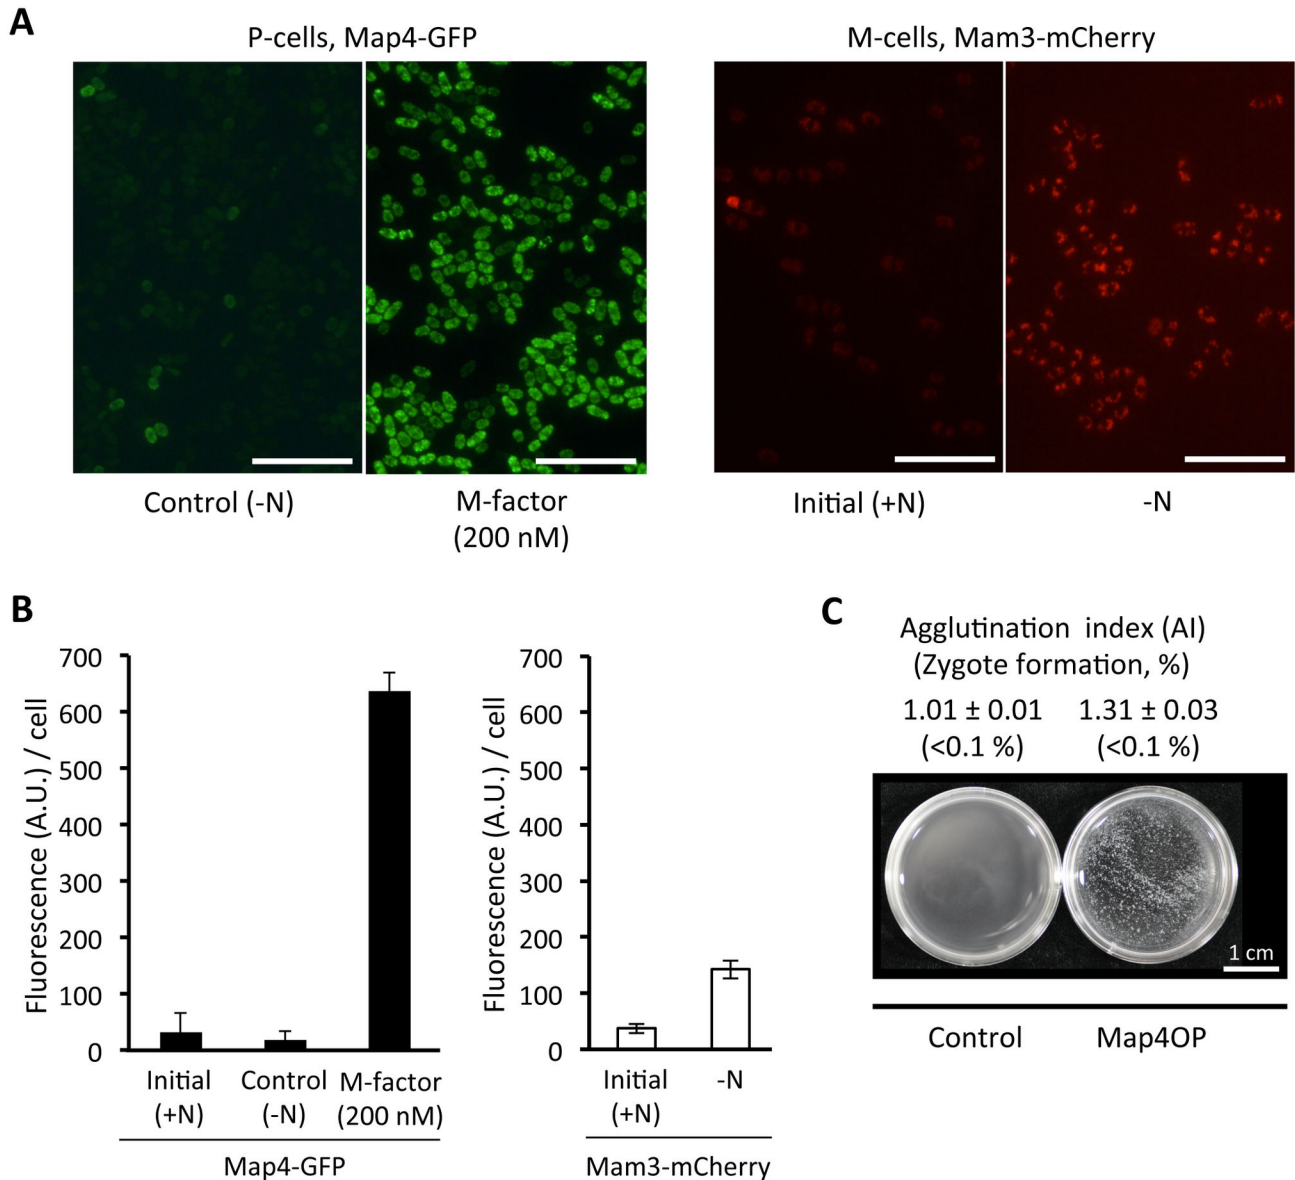 A
P-cells, Map4-GFP
M-cells, Mam3-mCherry
Control (-N)
M-factor
(200 nM)
Initial (+N)
-N
B
Fluorescence (A.U.) / cell
700
600
500
400
300
200
100
0
Initial
(+N)
Control
(-N)
M-factor
(200 nM)
Map4-GFP
Fluorescence (A.U.) / cell
700
600
500
400
300
200
100
0
Initial
(+N)
-N
Mam3-mCherry
C
Agglutination index (AI)
(Zygote formation, %)
1.01 ± 0.01 1.31 ± 0.03
(<0.1 %) (<0.1 %)
1 cm
Control
Map4OP